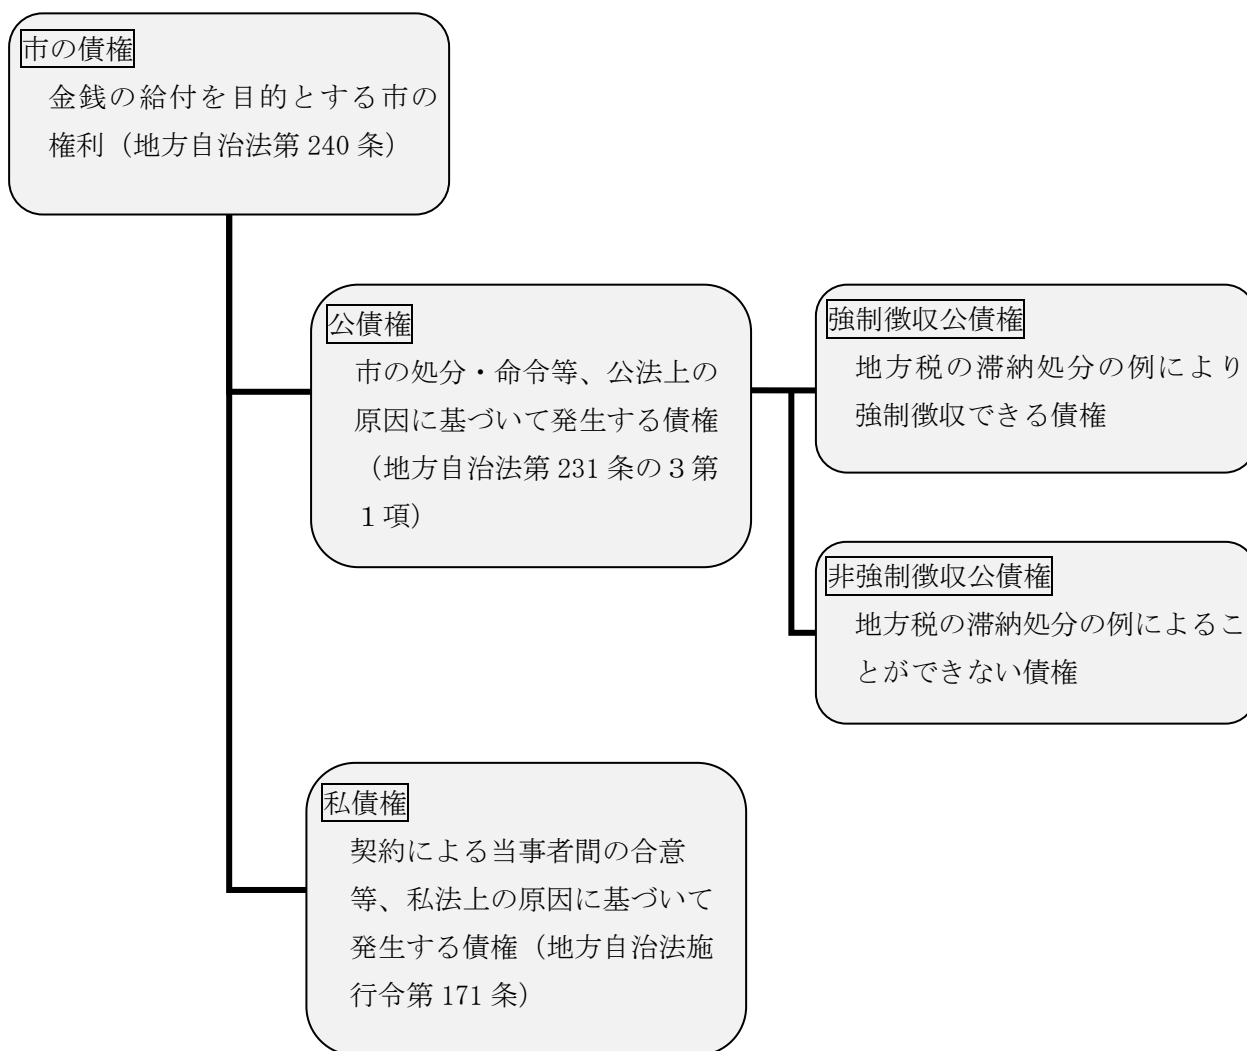 市の債権
金銭の給付を目的とする市の
権利（地方自治法第 240 条）
公債権
市の処分・命令等、公法上の
原因に基づいて発生する債権
（地方自治法第 231 条の３第
１項）
強制徴収公債権
地方税の滞納処分の例により
強制徴収できる債権
非強制徴収公債権
地方税の滞納処分の例によるこ
とができない債権
私債権
契約による当事者間の合意
等、私法上の原因に基づいて
発生する債権（地方自治法施
行令第 171 条）